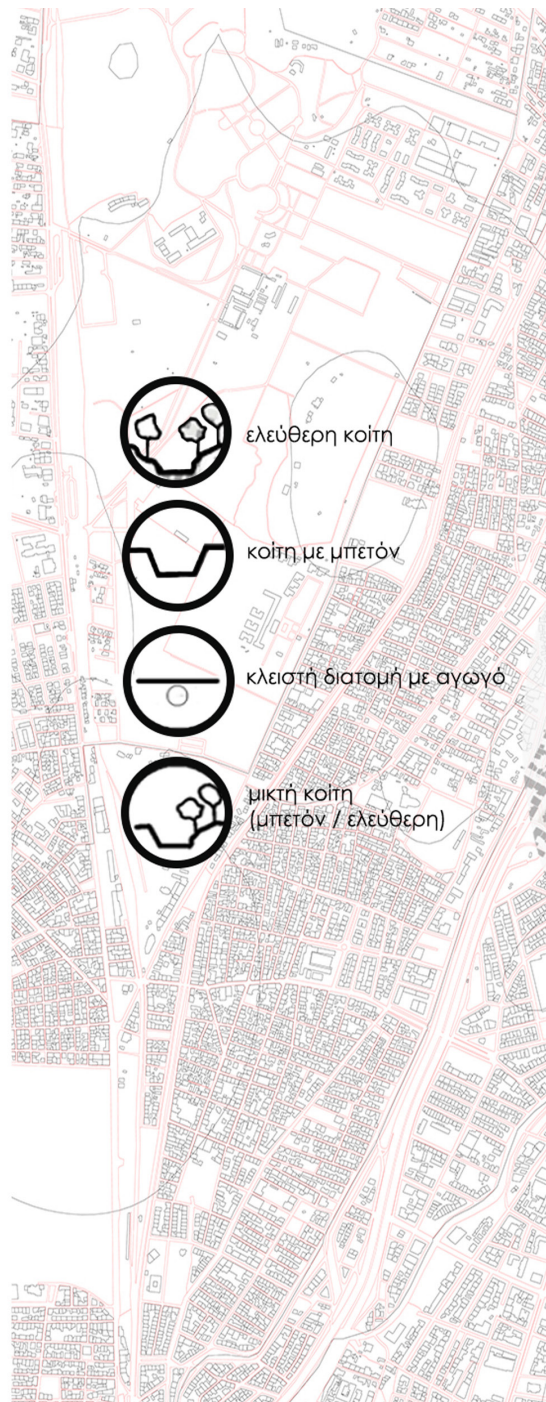 ελεύθερη κοίτη
κοίτη με μπετόν
κλειστή διατομή με αγωγό
μικτή κοίτη
(μπετόν / ελεύθερη)